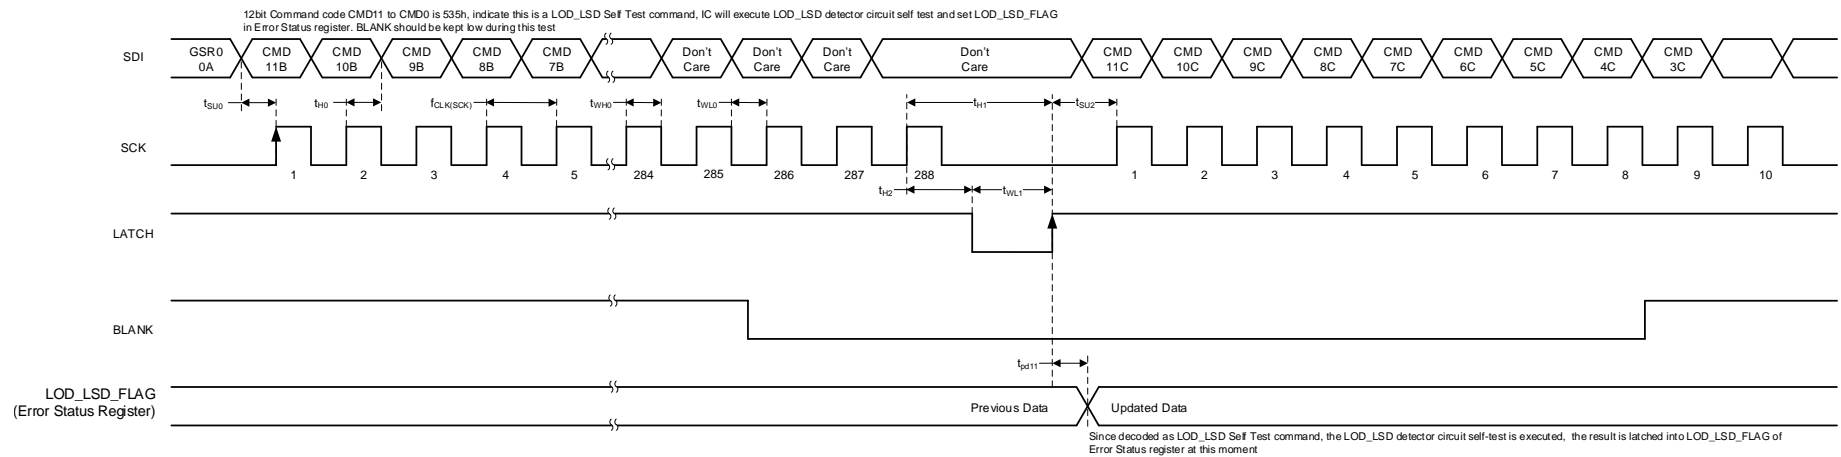 12bit Command code CMD11 to CMD0 is 535h, indicate this is a LOD_LSD Self Test command, IC will execute LOD_LSD detector circuit self test and set LOD_LSD_FLAG
in Error Status register. BLANK should be kept low during this test
SDI
GSR0 0A
CMD 11B
CMD 10B
CMD 9B
CMD 8B
CMD 7B
Don't Care
Don't Care
Don't Care
Don't Care
CMD 11C
CMD 10C
CMD 9C
CMD 8C
CMD 7C
CMD 6C
CMD 5C
CMD 4C
CMD 3C
tSU0
tH0
fCLK(SCK)
tWH0
tWL0
tH1
tSU2
SCK
1 2 3 4 5 284 285 286 287 288 1 2 3 4 5 6 7 8 9 10
tH2
tWL1
LATCH
BLANK
tpd11
LOD_LSD_FLAG
(Error Status Register)
Previous Data
Updated Data
Since decoded as LOD_LSD Self Test command, the LOD_LSD detector circuit self-test is executed, the result is latched into LOD_LSD_FLAG of
Error Status register at this moment